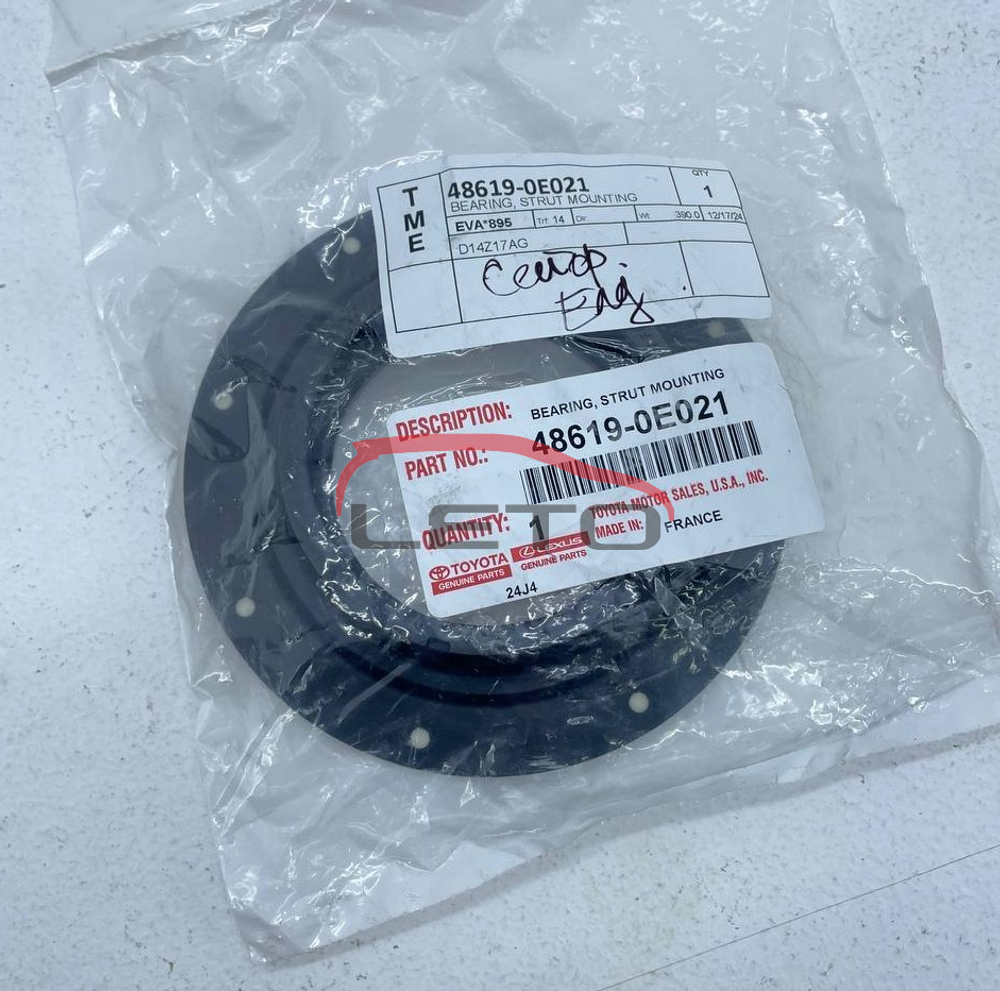 TME
48619-0E021
BEARING, STRUT MOUNTING
QTY
1
EVA*895 Trf: 14 Dir: Wt: 390.0 12/17/24
D14Z17AG
DESCRIPTION: BEARING, STRUT MOUNTING
PART NO.: 48619-0E021
QUANTITY: 1 TOYOTA MOTOR SALES, U.S.A., INC.
MADE IN: FRANCE
TOYOTA
GENUINE PARTS
LEXUS
GENUINE PARTS
24J4
LETO